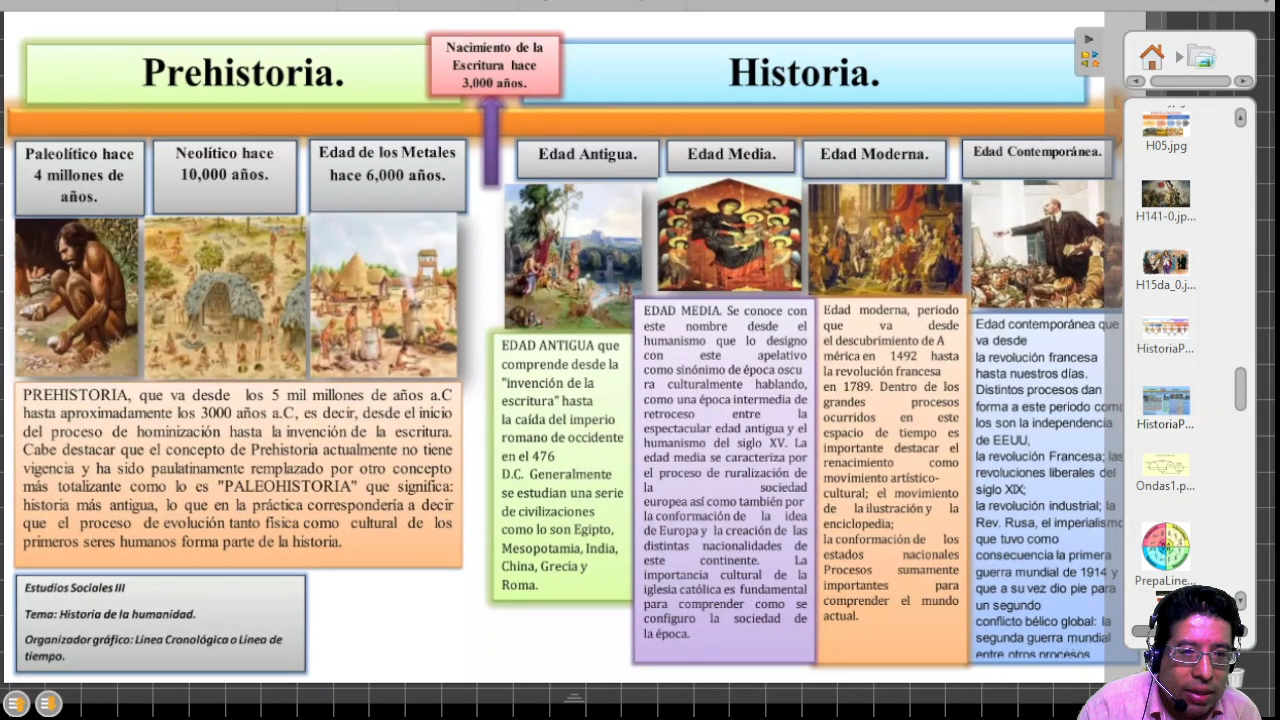 Prehistoria.
Nacimiento de la
Escritura hace
3,000 años.
Historia.
Paleolítico hace
4 millones de
años.
Neolítico hace
10,000 años.
Edad de los Metales
hace 6,000 años.
Edad Antigua.
Edad Media.
Edad Moderna.
Edad Contemporánea.
PREHISTORIA, que va desde los 5 mil millones de años a.C
hasta aproximadamente los 3000 años a.C, es decir, desde el inicio
del proceso de hominización hasta la invención de la escritura.
Cabe destacar que el concepto de Prehistoria actualmente no tiene
vigencia y ha sido paulatinamente remplazado por otro concepto
más totalizante como lo es "PALEOHISTORIA" que significa:
historia más antigua, lo que en la práctica correspondería a decir
que el proceso de evolución tanto física como cultural de los
primeros seres humanos forma parte de la historia.
Estudios Sociales III
Tema: Historia de la humanidad.
Organizador gráfico: Línea Cronológica o Línea de
tiempo.
EDAD ANTIGUA que
comprende desde la
"invención de la
escritura" hasta
la caída del imperio
romano de occidente
en el 476
D.C. Generalmente
se estudian una serie
de civilizaciones
como lo son Egipto,
Mesopotamia, India,
China, Grecia y
Roma.
EDAD MEDIA. Se conoce con
este nombre desde el
humanismo que lo designo
con este apelativo
como sinónimo de época oscu
ra culturalmente hablando,
como una época intermedia de
retroceso entre la
espectacular edad antigua y el
humanismo del siglo XV. La
edad media se caracteriza por
el proceso de ruralización de
la sociedad
europea así como también por
la conformación de la idea
de Europa y la creación de las
distintas nacionalidades de
este continente. La
importancia cultural de la
iglesia católica es fundamental
para comprender como se
configuro la sociedad de
la época.
Edad moderna, periodo
que va desde
el descubrimiento de A
mérica en 1492 hasta
la revolución francesa
en 1789. Dentro de los
grandes procesos
ocurridos en este
espacio de tiempo es
importante destacar el
renacimiento como
movimiento artístico-
cultural; el movimiento
de la ilustración y la
enciclopedia;
la conformación de los
estados nacionales
Procesos sumamente
importantes para
comprender el mundo
actual.
Edad contemporánea que
va desde
la revolución francesa
hasta nuestros días.
Distintos procesos dan
forma a este periodo como
los son la independencia
de EEUU,
la revolución Francesa; las
revoluciones liberales del
siglo XIX;
la revolución industrial; la
Rev. Rusa, el imperialismo
que tuvo como
consecuencia la primera
guerra mundial de 1914 y
que a su vez dio pie para
un segundo
conflicto bélico global: la
segunda guerra mundial
entre otros procesos
H05.jpg
H141-0.jp...
H15da_0.j...
HistoriaP...
HistoriaP...
Ondas1.p...
PrepaLine...